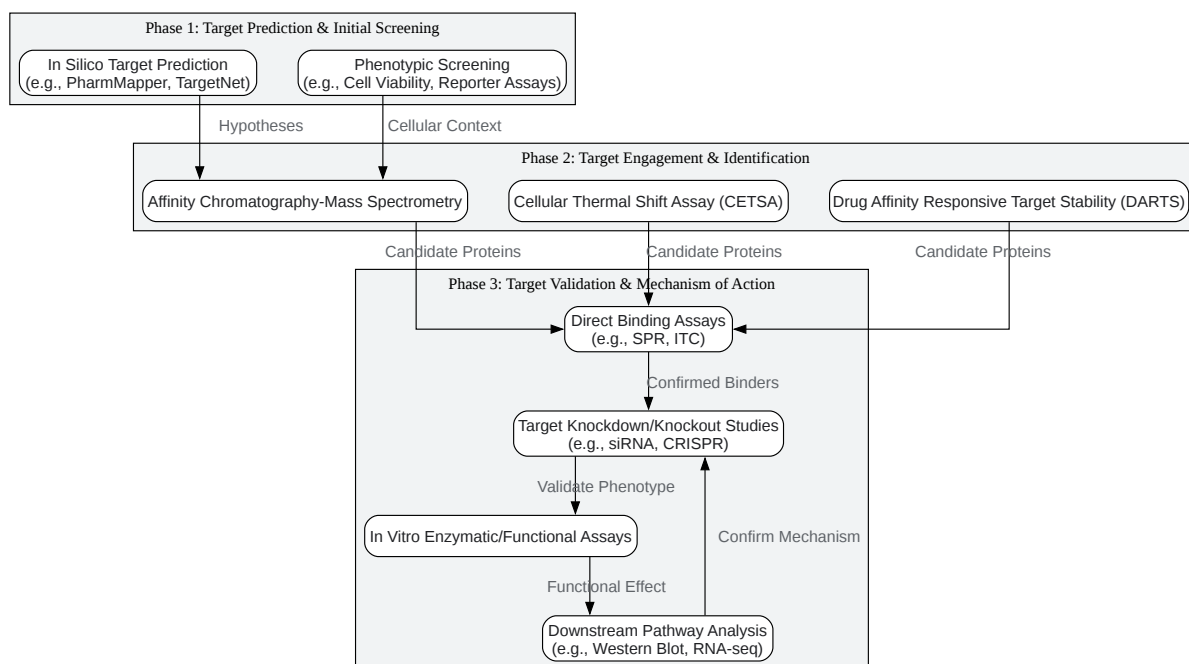 Phase 1: Target Prediction & Initial Screening
In Silico Target Prediction
(e.g., PharmMapper, TargetNet)
Phenotypic Screening
(e.g., Cell Viability, Reporter Assays)
Hypotheses
Cellular Context
Phase 2: Target Engagement & Identification
Affinity Chromatography-Mass Spectrometry
Cellular Thermal Shift Assay (CETSA)
Drug Affinity Responsive Target Stability (DARTS)
Candidate Proteins
Candidate Proteins
Candidate Proteins
Phase 3: Target Validation & Mechanism of Action
Direct Binding Assays
(e.g., SPR, ITC)
Confirmed Binders
Target Knockdown/Knockout Studies
(e.g., siRNA, CRISPR)
Validate Phenotype
In Vitro Enzymatic/Functional Assays
Confirm Mechanism
Functional Effect
Downstream Pathway Analysis
(e.g., Western Blot, RNA-seq)